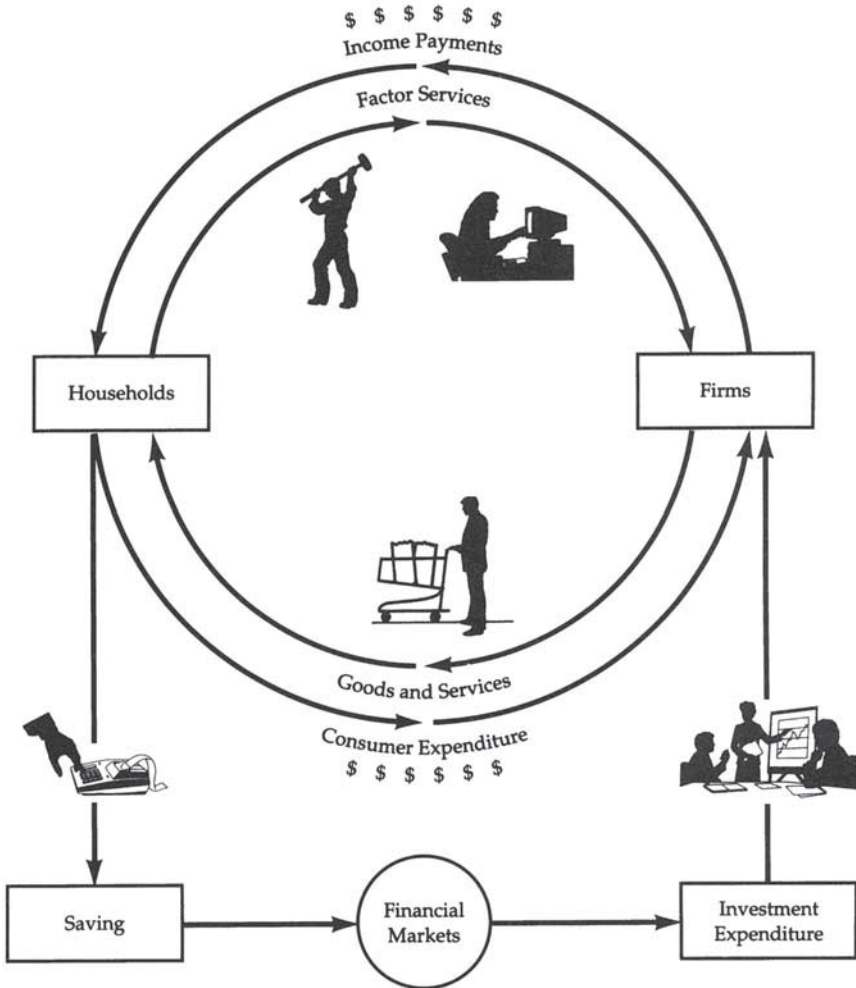 $ $ $ $ $ $
Income Payments
Factor Services
Households
Firms
Goods and Services
Consumer Expenditure
$ $ $ $ $ $
Saving
Financial
Markets
Investment
Expenditure